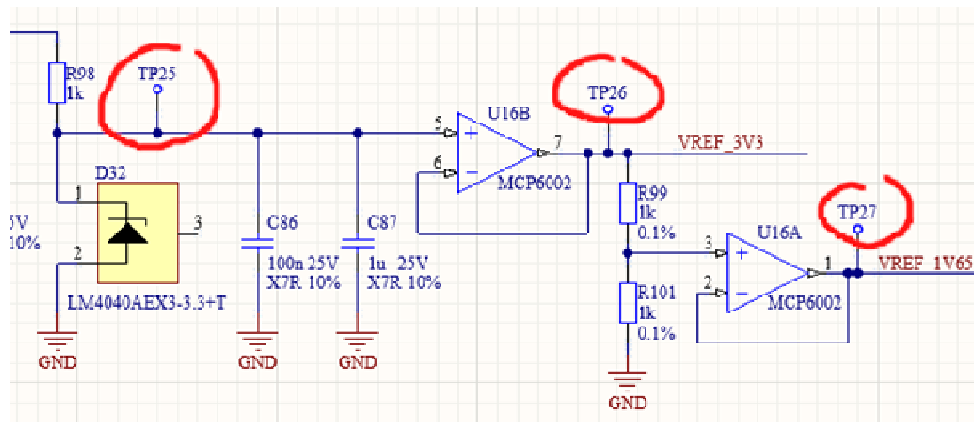 R98
1k
TP25
D32
1
3
2
5V
10%
LM4040AEX3-3.3+T
GND
C86
100n 25V
X7R 10%
GND
C87
1u 25V
X7R 10%
GND
U16B
5
6
7
MCP6002
TP26
VREF_3V3
R99
1k
0.1%
R101
1k
0.1%
GND
U16A
3
2
1
MCP6002
TP27
VREF_1V65